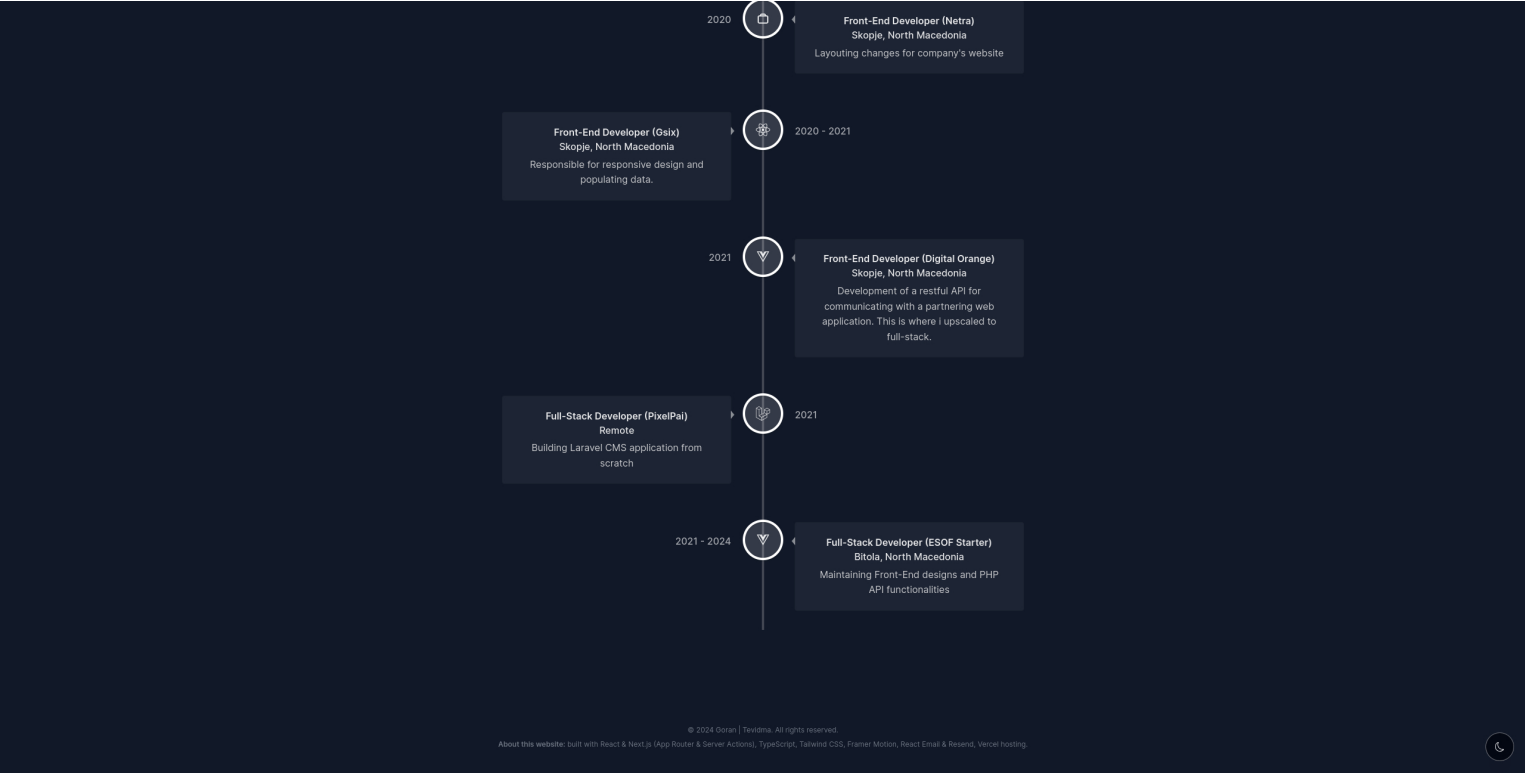 2020
Front-End Developer (Netra)
Skopje, North Macedonia
Layouting changes for company's website
Front-End Developer (Gsix)
Skopje, North Macedonia
Responsible for responsive design and
populating data.
2020 - 2021
2021
Front-End Developer (Digital Orange)
Skopje, North Macedonia
Development of a restful API for
communicating with a partnering web
application. This is where i upscaled to
full-stack.
Full-Stack Developer (PixelPai)
Remote
Building Laravel CMS application from
scratch
2021
2021 - 2024
Full-Stack Developer (ESOF Starter)
Bitola, North Macedonia
Maintaining Front-End designs and PHP
API functionalities
© 2024 Goran | Tevidma. All rights reserved.
About this website: built with React & Next.js (App Router & Server Actions), TypeScript, Tailwind CSS, Framer Motion, React Email & Resend, Vercel hosting.